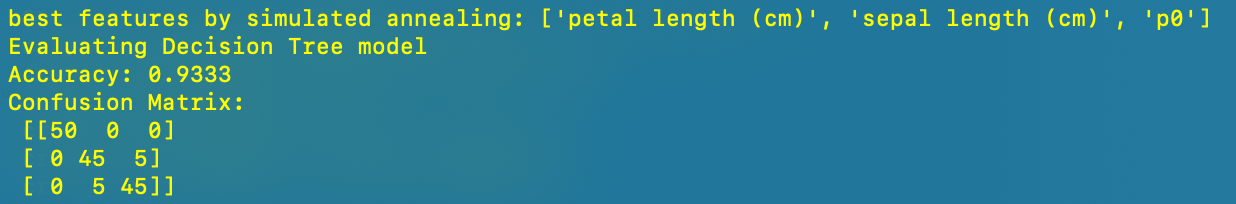 best features by simulated annealing: ['petal length (cm)', 'sepal length (cm)', 'p0']
Evaluating Decision Tree model
Accuracy: 0.9333
Confusion Matrix:
 [[50  0  0]
 [ 0 45  5]
 [ 0  5 45]]